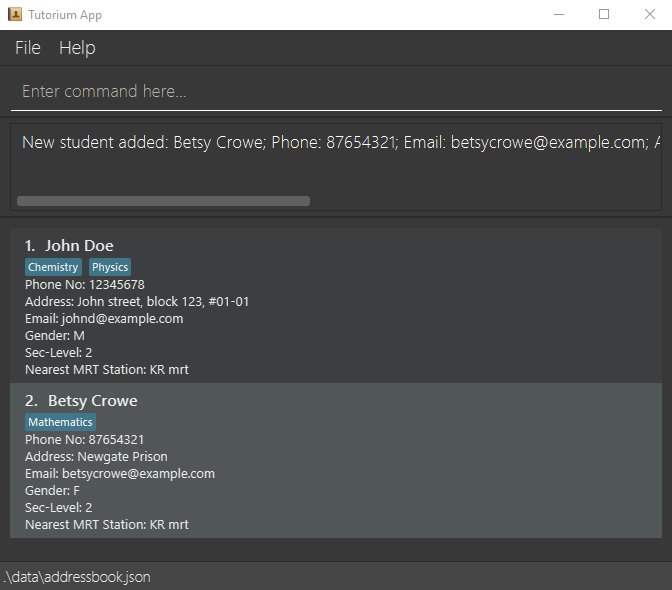 Tutorium App
File Help
Enter command here...
New student added: Betsy Crowe; Phone: 87654321; Email: betsycrowe@example.com; A
1. John Doe
Chemistry Physics
Phone No: 12345678
Address: John street, block 123, #01-01
Email: johnd@example.com
Gender: M
Sec-Level: 2
Nearest MRT Station: KR mrt
2. Betsy Crowe
Mathematics
Phone No: 87654321
Address: Newgate Prison
Email: betsycrowe@example.com
Gender: F
Sec-Level: 2
Nearest MRT Station: KR mrt
.\data\addressbook.json